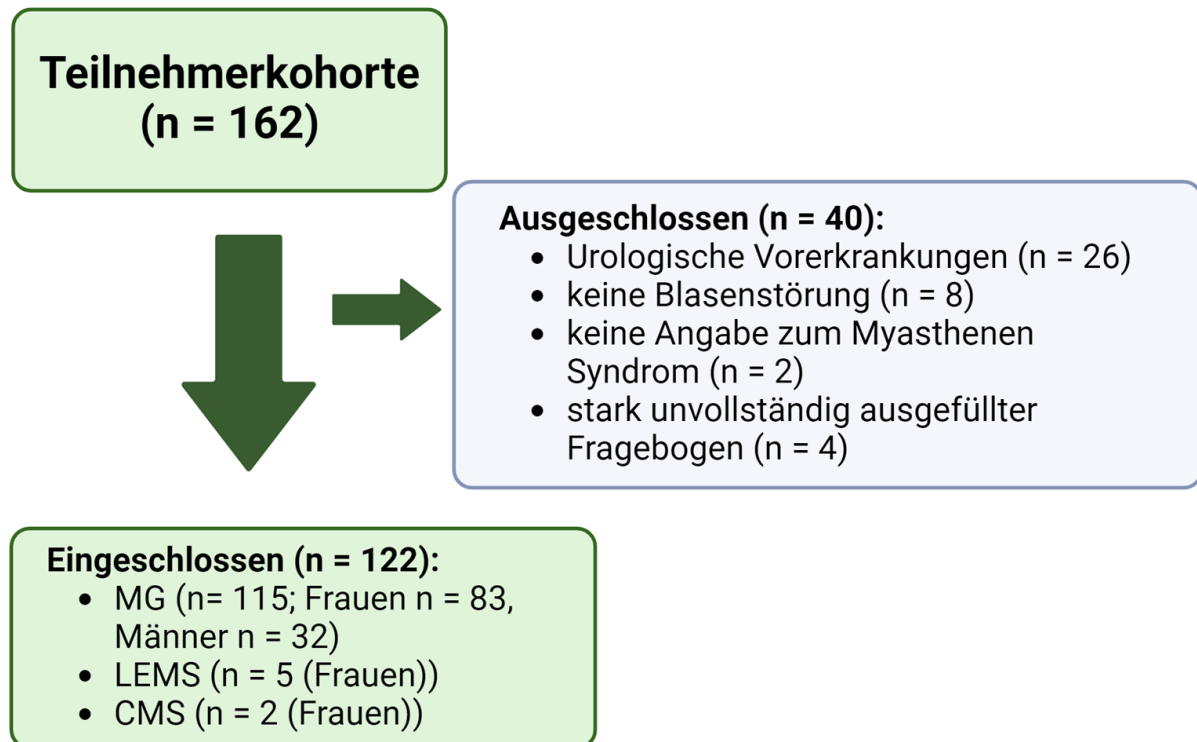 Teilnehmerkohorte
(n = 162)
Ausgeschlossen (n = 40):
• Urologische Vorerkrankungen (n = 26)
• keine Blasenstörung (n = 8)
• keine Angabe zum Myasthenen
Syndrom (n = 2)
• stark unvollständig ausgefüllter
Fragebogen (n = 4)
Eingeschlossen (n = 122):
• MG (n= 115; Frauen n = 83,
Männer n = 32)
• LEMS (n = 5 (Frauen))
• CMS (n = 2 (Frauen))